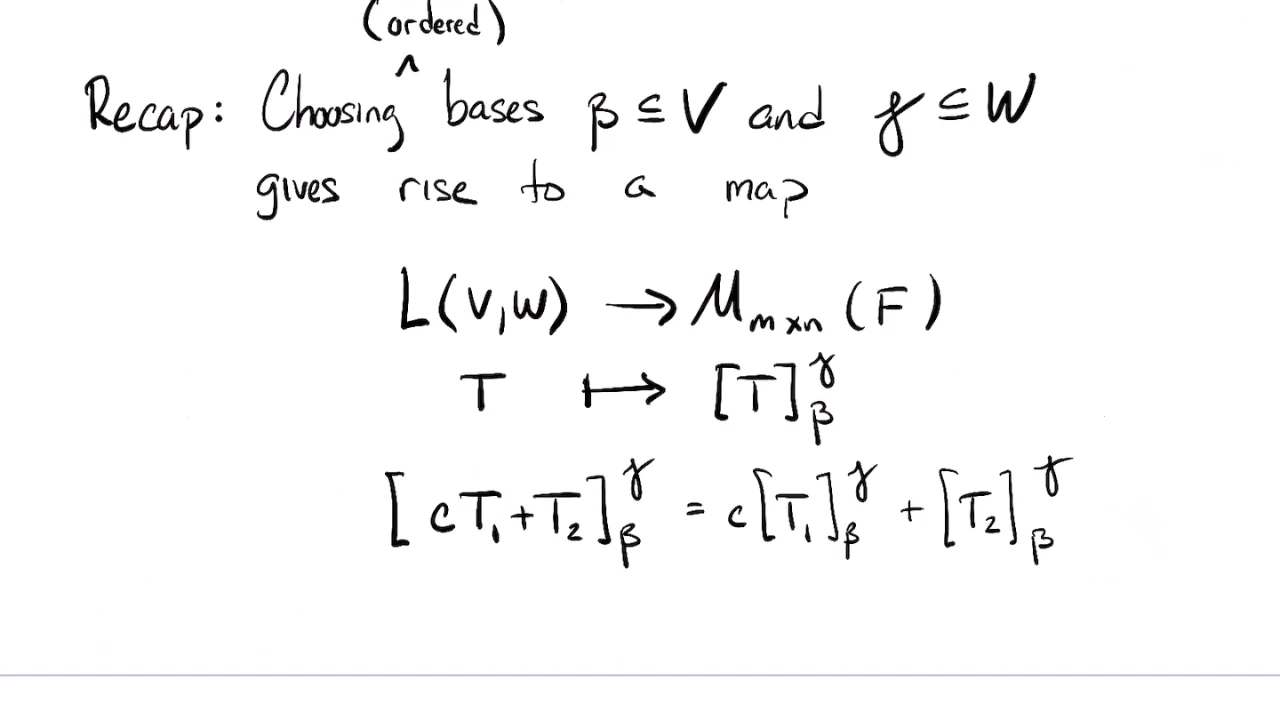 (ordered)
Recap: Choosing ^ bases β ⊆ V and γ ⊆ W
gives rise to a map
L(V,W) → M_{m×n}(F)
T ↦ [T]_β^γ
[cT₁+T₂]_β^γ = c[T₁]_β^γ + [T₂]_β^γ